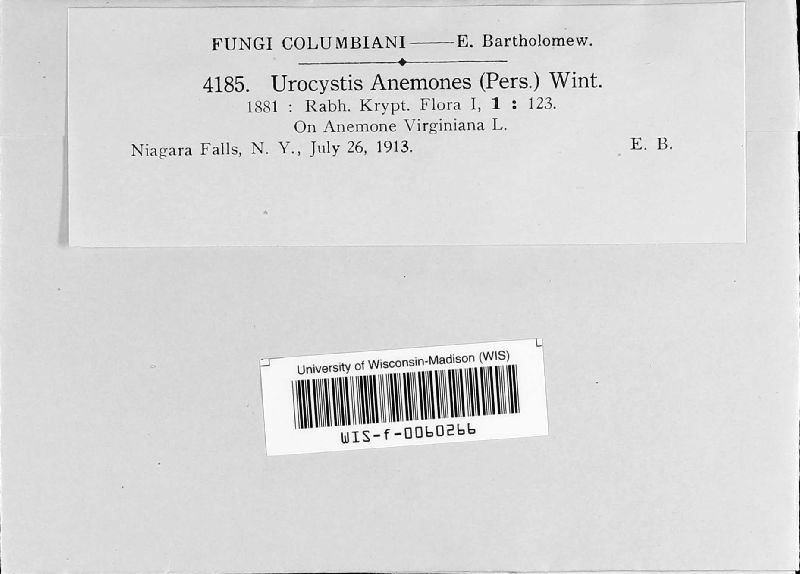 FUNGI COLUMBIANI——E. Bartholomew.
4185. Urocystis Anemones (Pers.) Wint.
1881 : Rabh. Krypt. Flora I, 1 : 123.
On Anemone Virginiana L.
Niagara Falls, N. Y., July 26, 1913. E. B.
University of Wisconsin-Madison (WIS)
WIS-f-0060266